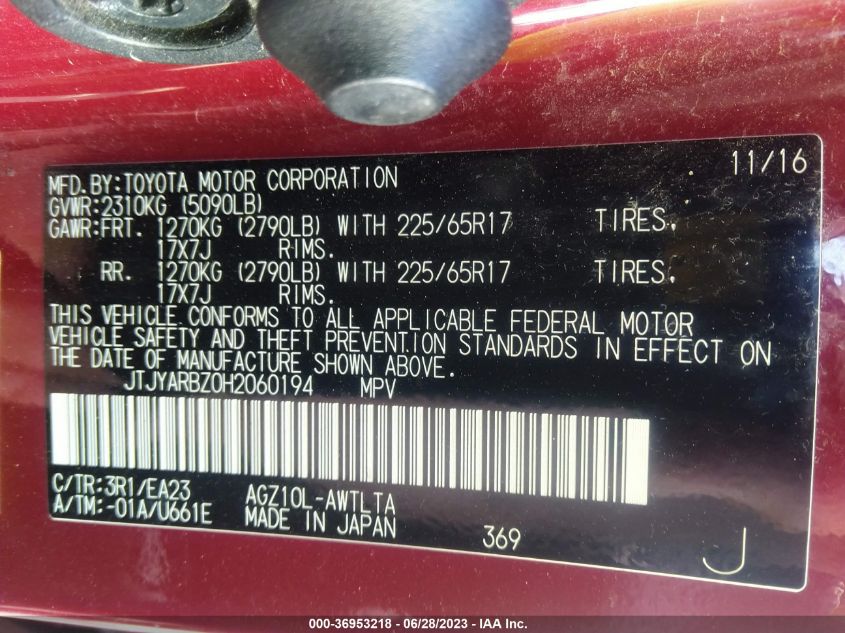 11/16
MFD.BY:TOYOTA MOTOR CORPORATION
GVWR:2310KG (5090LB)
GAWR:FRT. 1270KG (2790LB) WITH 225/65R17 TIRES,
17X7J RIMS.
RR. 1270KG (2790LB) WITH 225/65R17 TIRES,
17X7J RIMS.
THIS VEHICLE CONFORMS TO ALL APPLICABLE FEDERAL MOTOR
VEHICLE SAFETY AND THEFT PREVENTION STANDARDS IN EFFECT ON
THE DATE OF MANUFACTURE SHOWN ABOVE.
JTJYARBZ0H2060194 MPV
C/TR:3R1/EA23 AGZ10L-AWTLTA
A/TM:-01A/U661E MADE IN JAPAN
369
J
000-36953218 - 06/28/2023 - IAA Inc.